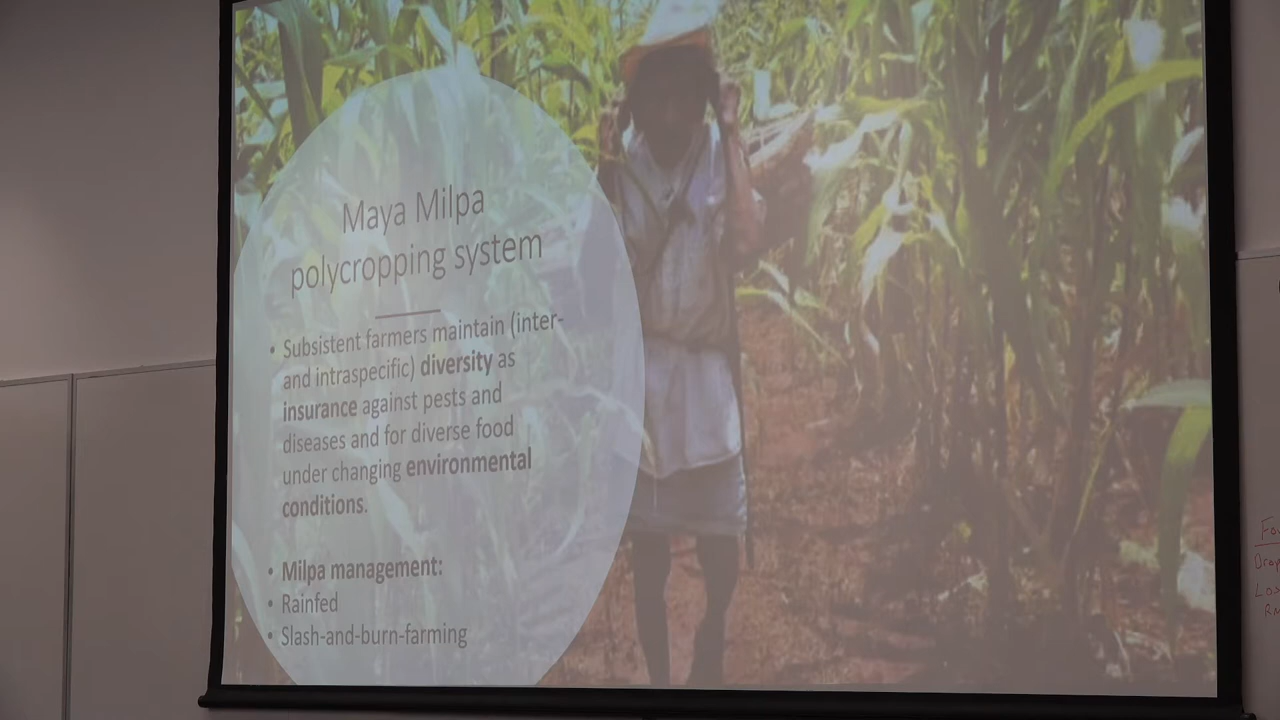 Maya Milpa
polycropping system
• Subsistent farmers maintain (inter-
and intraspecific) diversity as
insurance against pests and
diseases and for diverse food
under changing environmental
conditions.
• Milpa management:
• Rainfed
• Slash-and-burn-farming